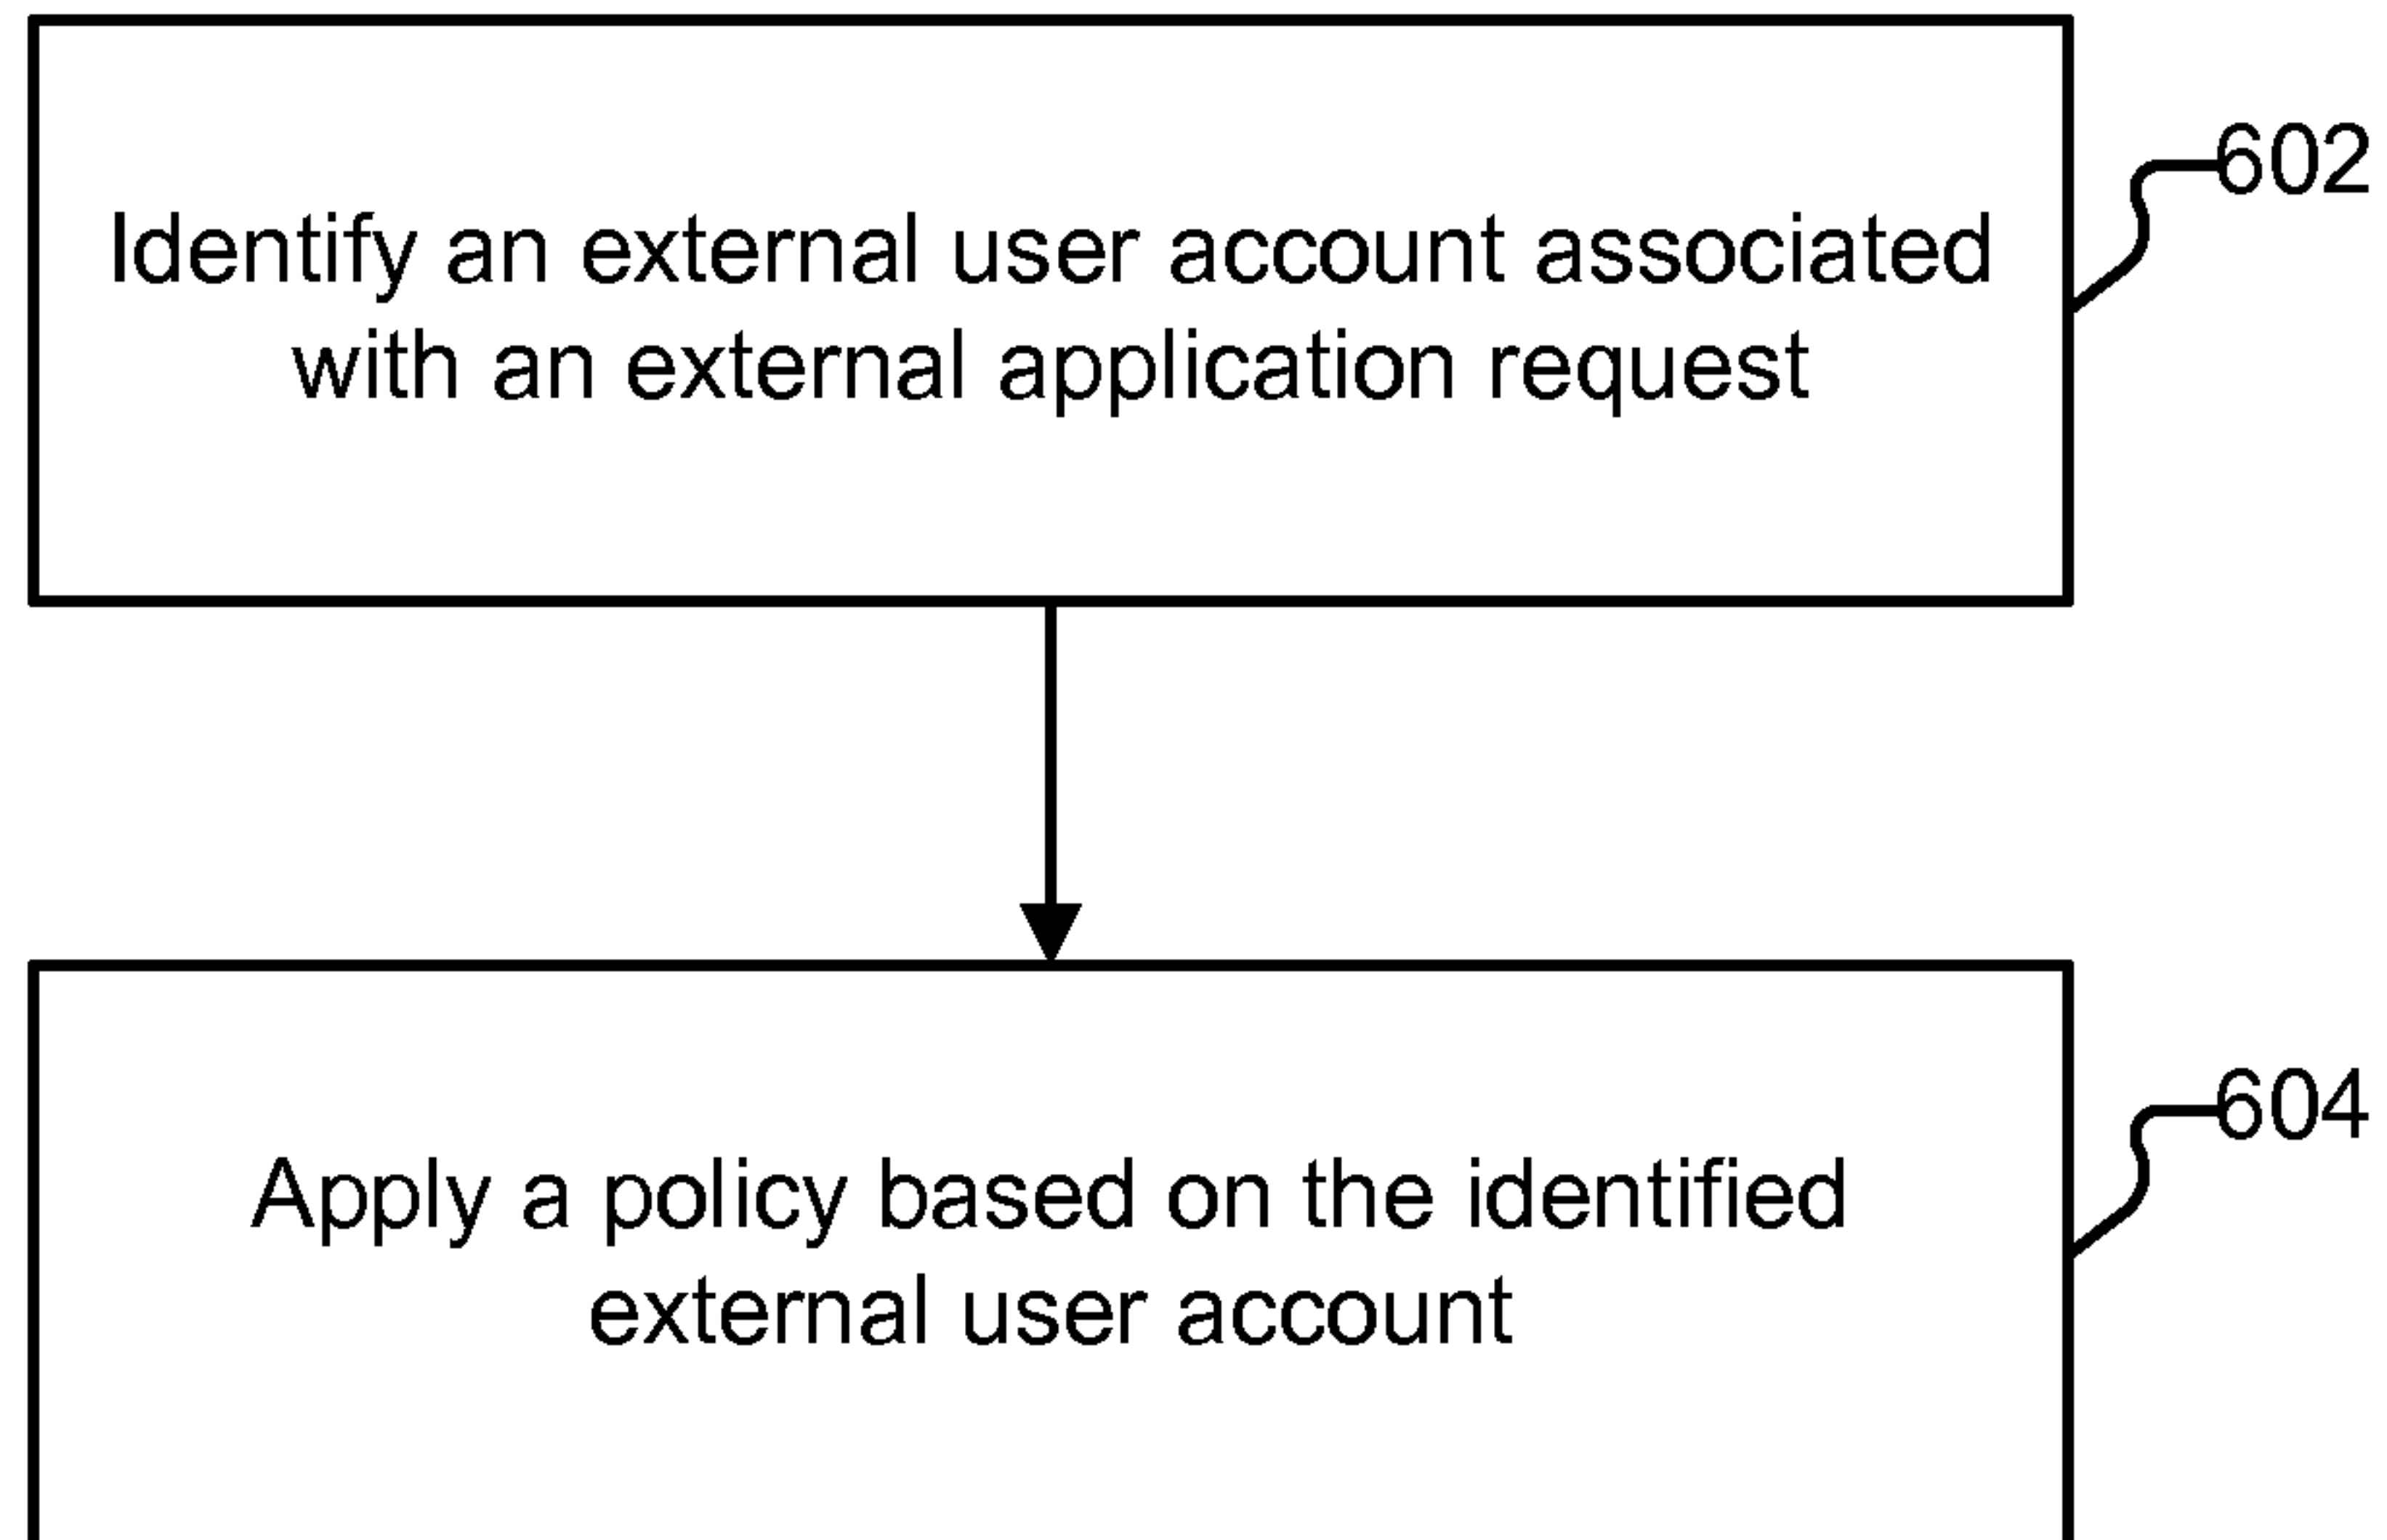 602
Identify an external user account associated
with an external application request
604
Apply a policy based on the identified
external user account